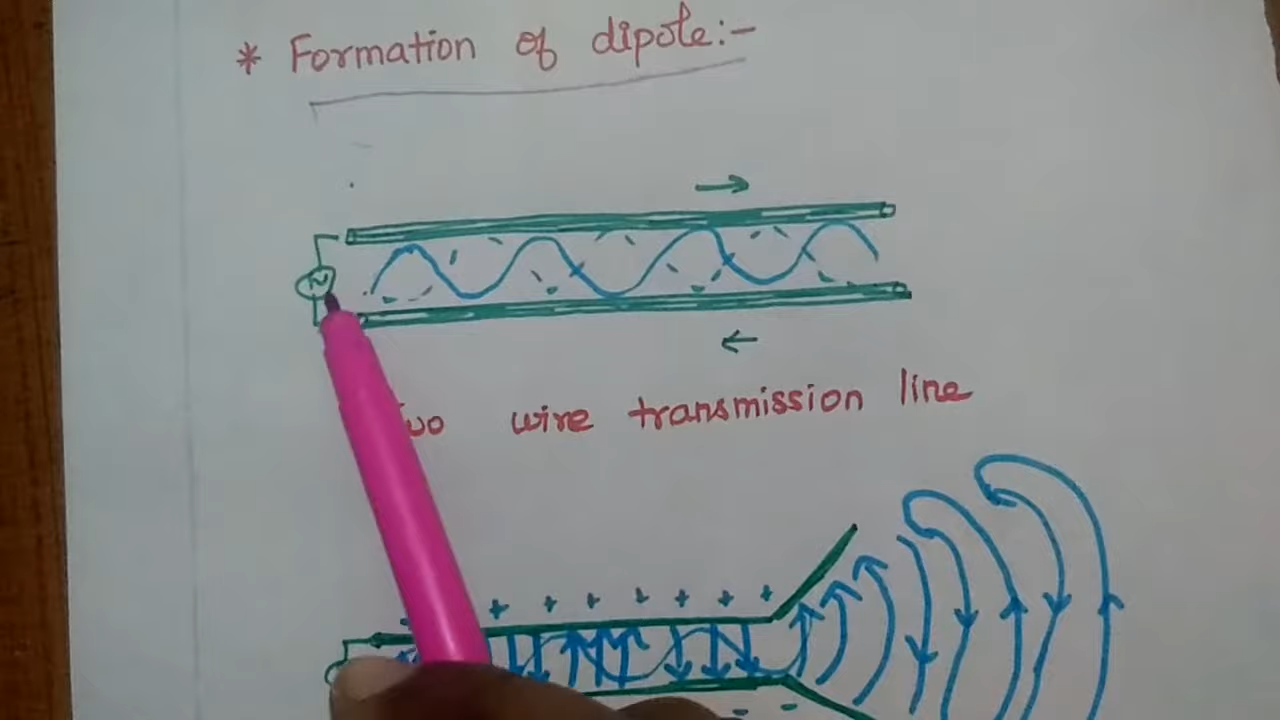 * Formation of dipole:-
→
~
←
wire transmission line
+ + + + + + +
- -